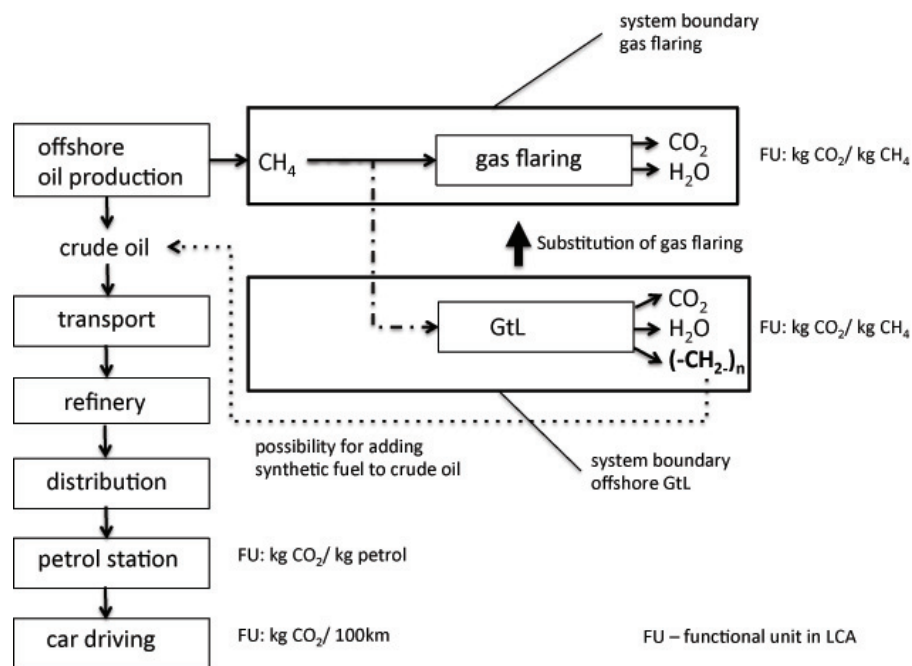 system boundary
gas flaring
offshore
oil production
CH₄
gas flaring
CO₂
H₂O
FU: kg CO₂/ kg CH₄
crude oil
Substitution of gas flaring
transport
GtL
CO₂
H₂O
(-CH₂-)ₙ
FU: kg CO₂/ kg CH₄
refinery
possibility for adding
synthetic fuel to crude oil
system boundary
offshore GtL
distribution
petrol station
FU: kg CO₂/ kg petrol
car driving
FU: kg CO₂/ 100km
FU – functional unit in LCA